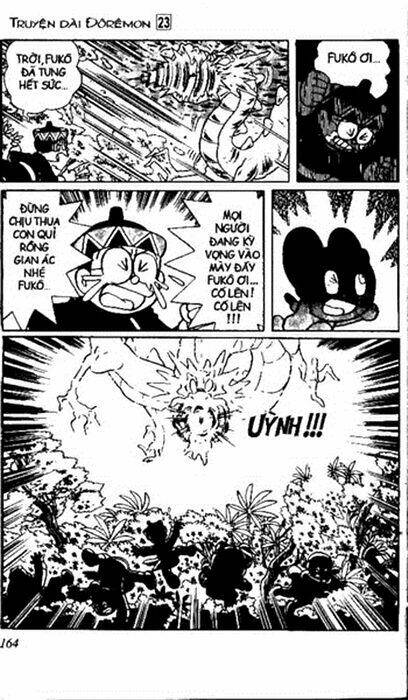 TRUYỆN DÀI ĐÔRÊMON 23
TRỜI, FUKÔ
ĐÃ TUNG
HẾT SỨC...
FUKÔ ƠI...
ĐỪNG
CHỊU THUA
CON QUỈ
RỒNG
GIAN ÁC
NHÉ
FUKÔ...
MỌI
NGƯỜI
ĐANG KỲ
VỌNG VÀO
MÀY ĐẤY
FUKÔ ƠI...
CỐ LÊN!
CỐ LÊN
!!!
UỲNH!!!
164